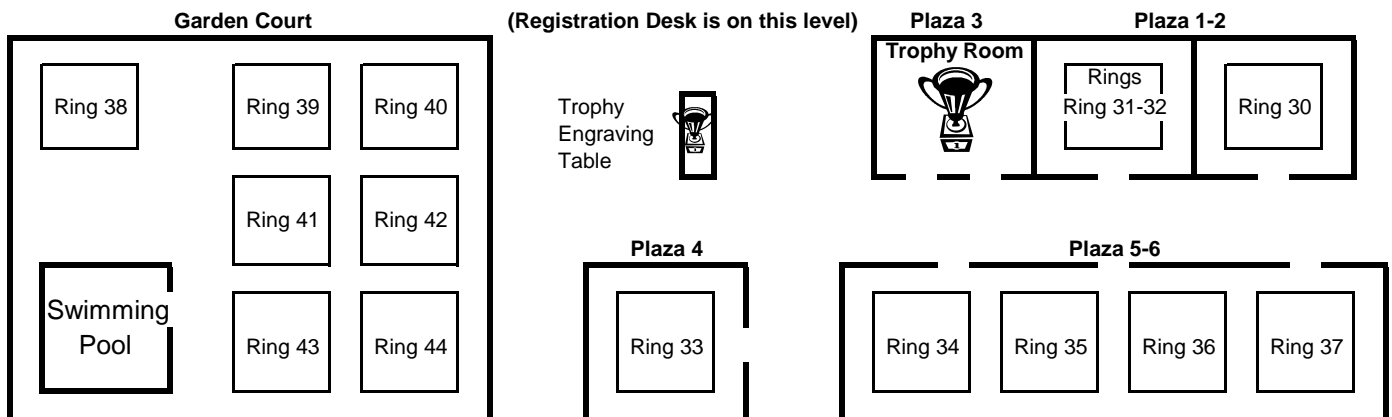 Garden Court
(Registration Desk is on this level)
Plaza 3
Plaza 1-2
Trophy Room
Ring 38
Ring 39
Ring 40
Trophy
Engraving
Table
1
1
Rings
Ring 31-32
Ring 30
Ring 41
Ring 42
Plaza 4
Plaza 5-6
Swimming
Pool
Ring 43
Ring 44
Ring 33
Ring 34
Ring 35
Ring 36
Ring 37